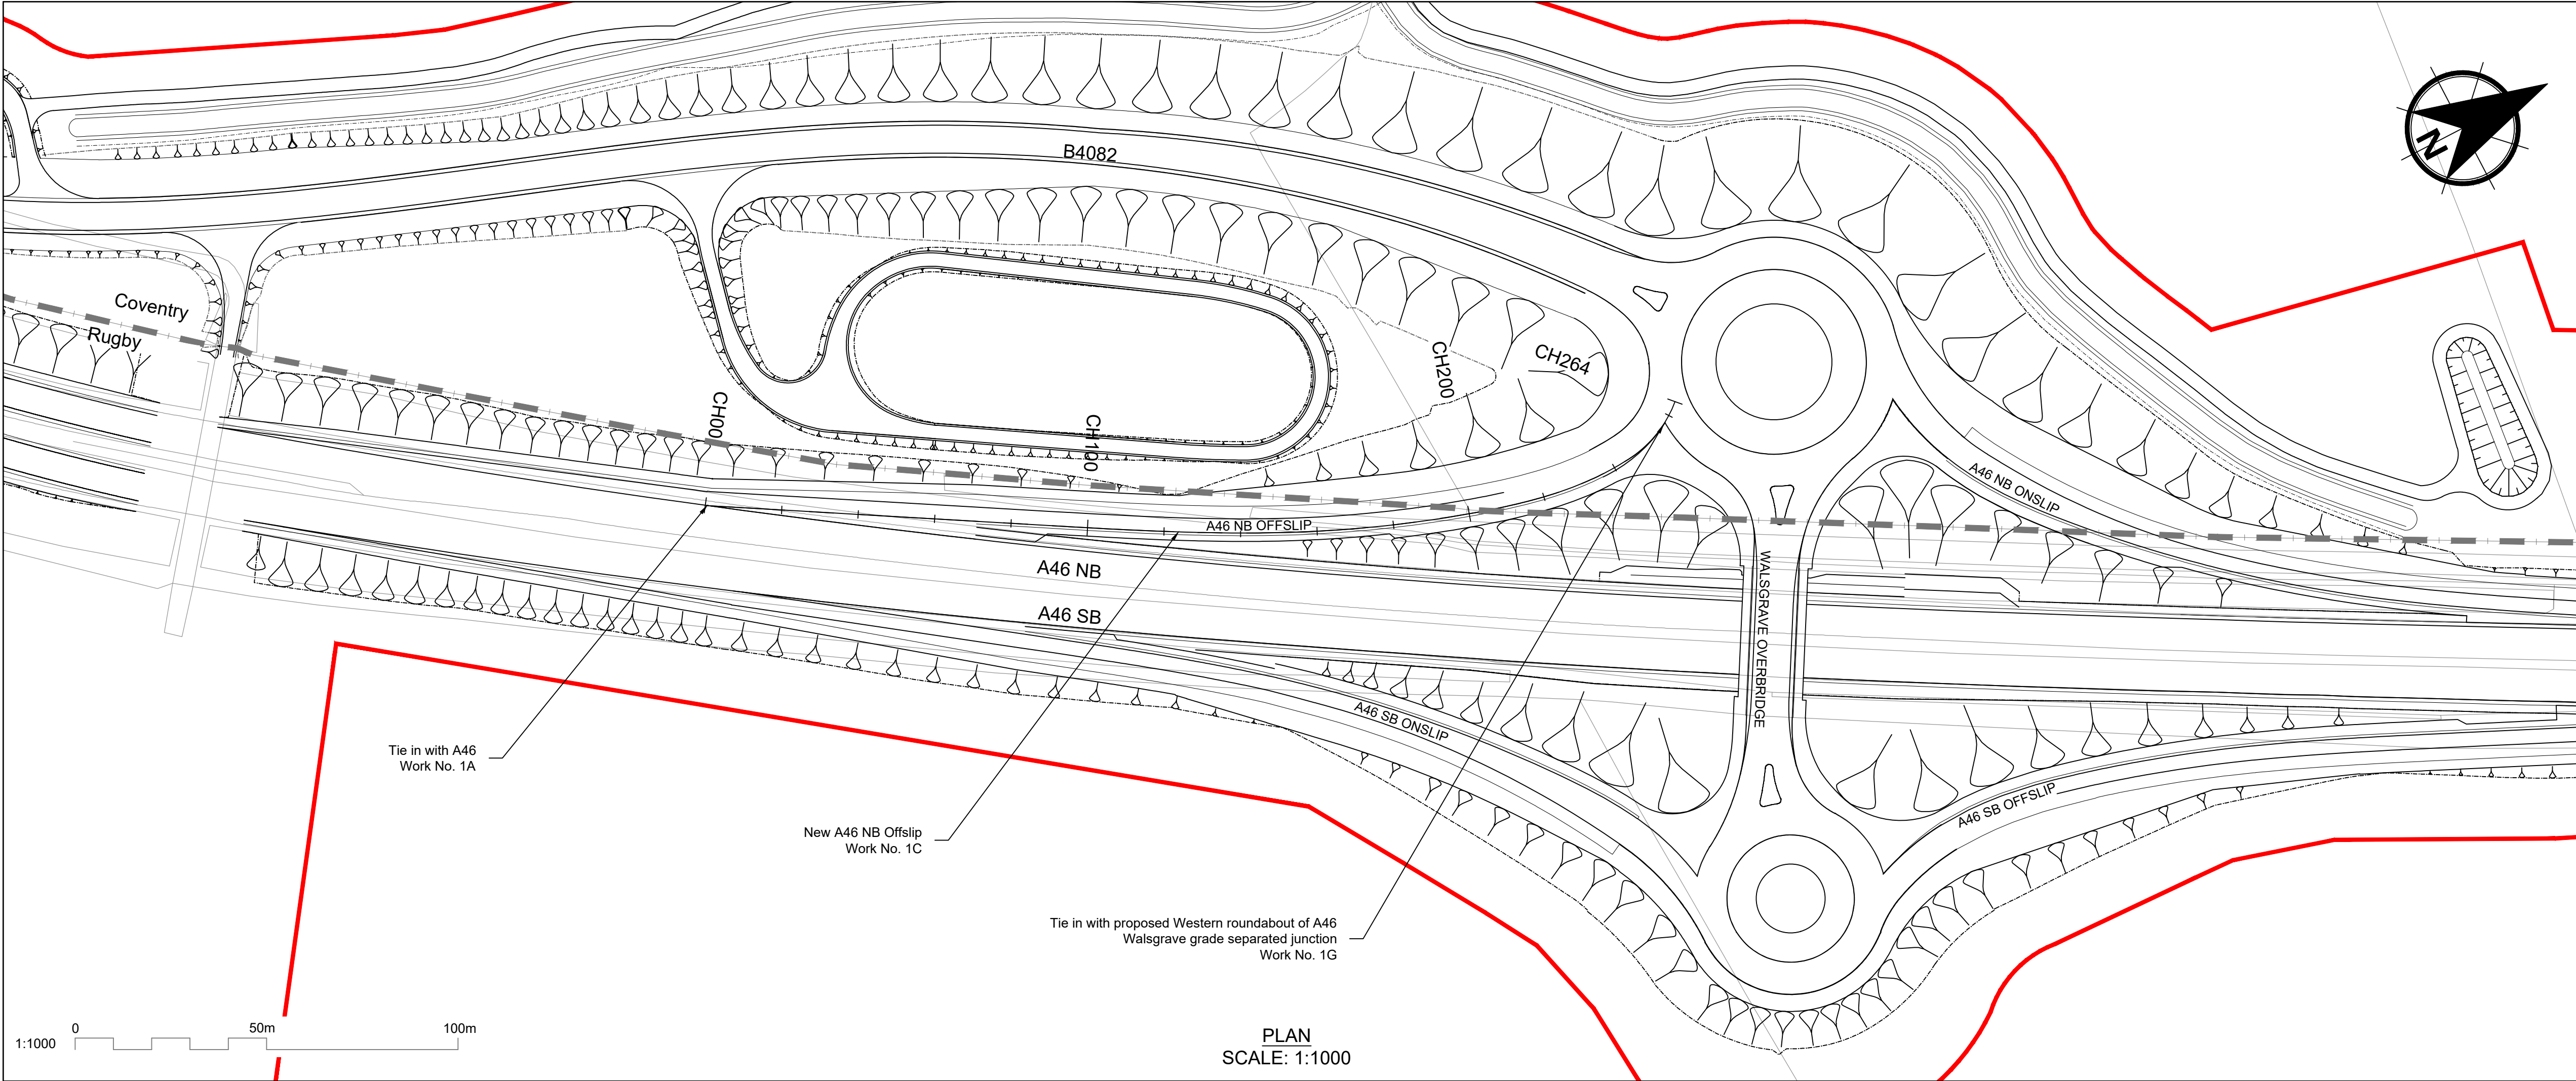 B4082
N
Coventry
Rugby
CH00
CH100
CH200
CH264
A46 NB OFFSLIP
A46 NB ONSLIP
A46 NB
A46 SB
WALSGRAVE OVERBRIDGE
A46 SB ONSLIP
A46 SB OFFSLIP
Tie in with A46
Work No. 1A
New A46 NB Offslip
Work No. 1C
Tie in with proposed Western roundabout of A46
Walsgrave grade separated junction
Work No. 1G
0 50m 100m
1:1000
PLAN
SCALE: 1:1000